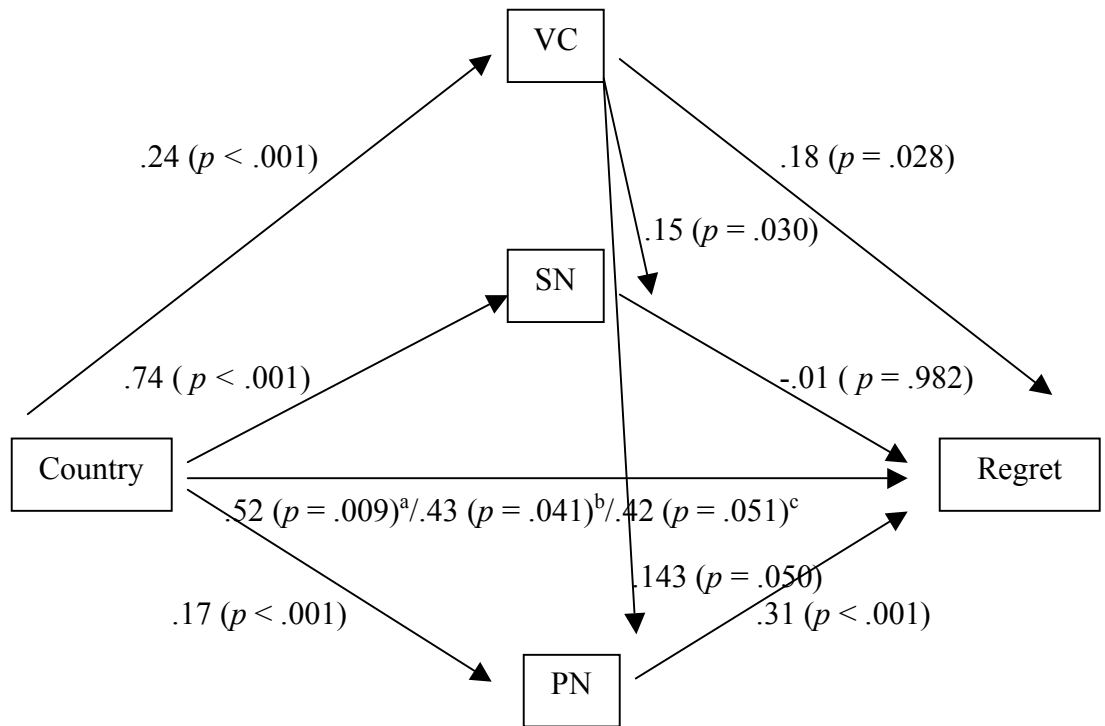 VC
.24 (p < .001)
.18 (p = .028)
.15 (p = .030)
SN
.74 ( p < .001)
-.01 ( p = .982)
Country
Regret
.52 (p = .009)a/.43 (p = .041)b/.42 (p = .051)c
.143 (p = .050)
.17 (p < .001)
.31 (p < .001)
PN